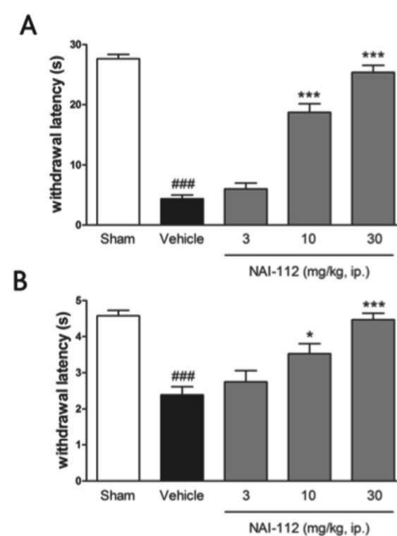 A
withdrawal latency (s)
30
20
10
0
###
***
***
Sham Vehicle 3 10 30
NAI-112 (mg/kg, ip.)
B
withdrawal latency (s)
5
4
3
2
1
0
###
*
***
Sham Vehicle 3 10 30
NAI-112 (mg/kg, ip.)